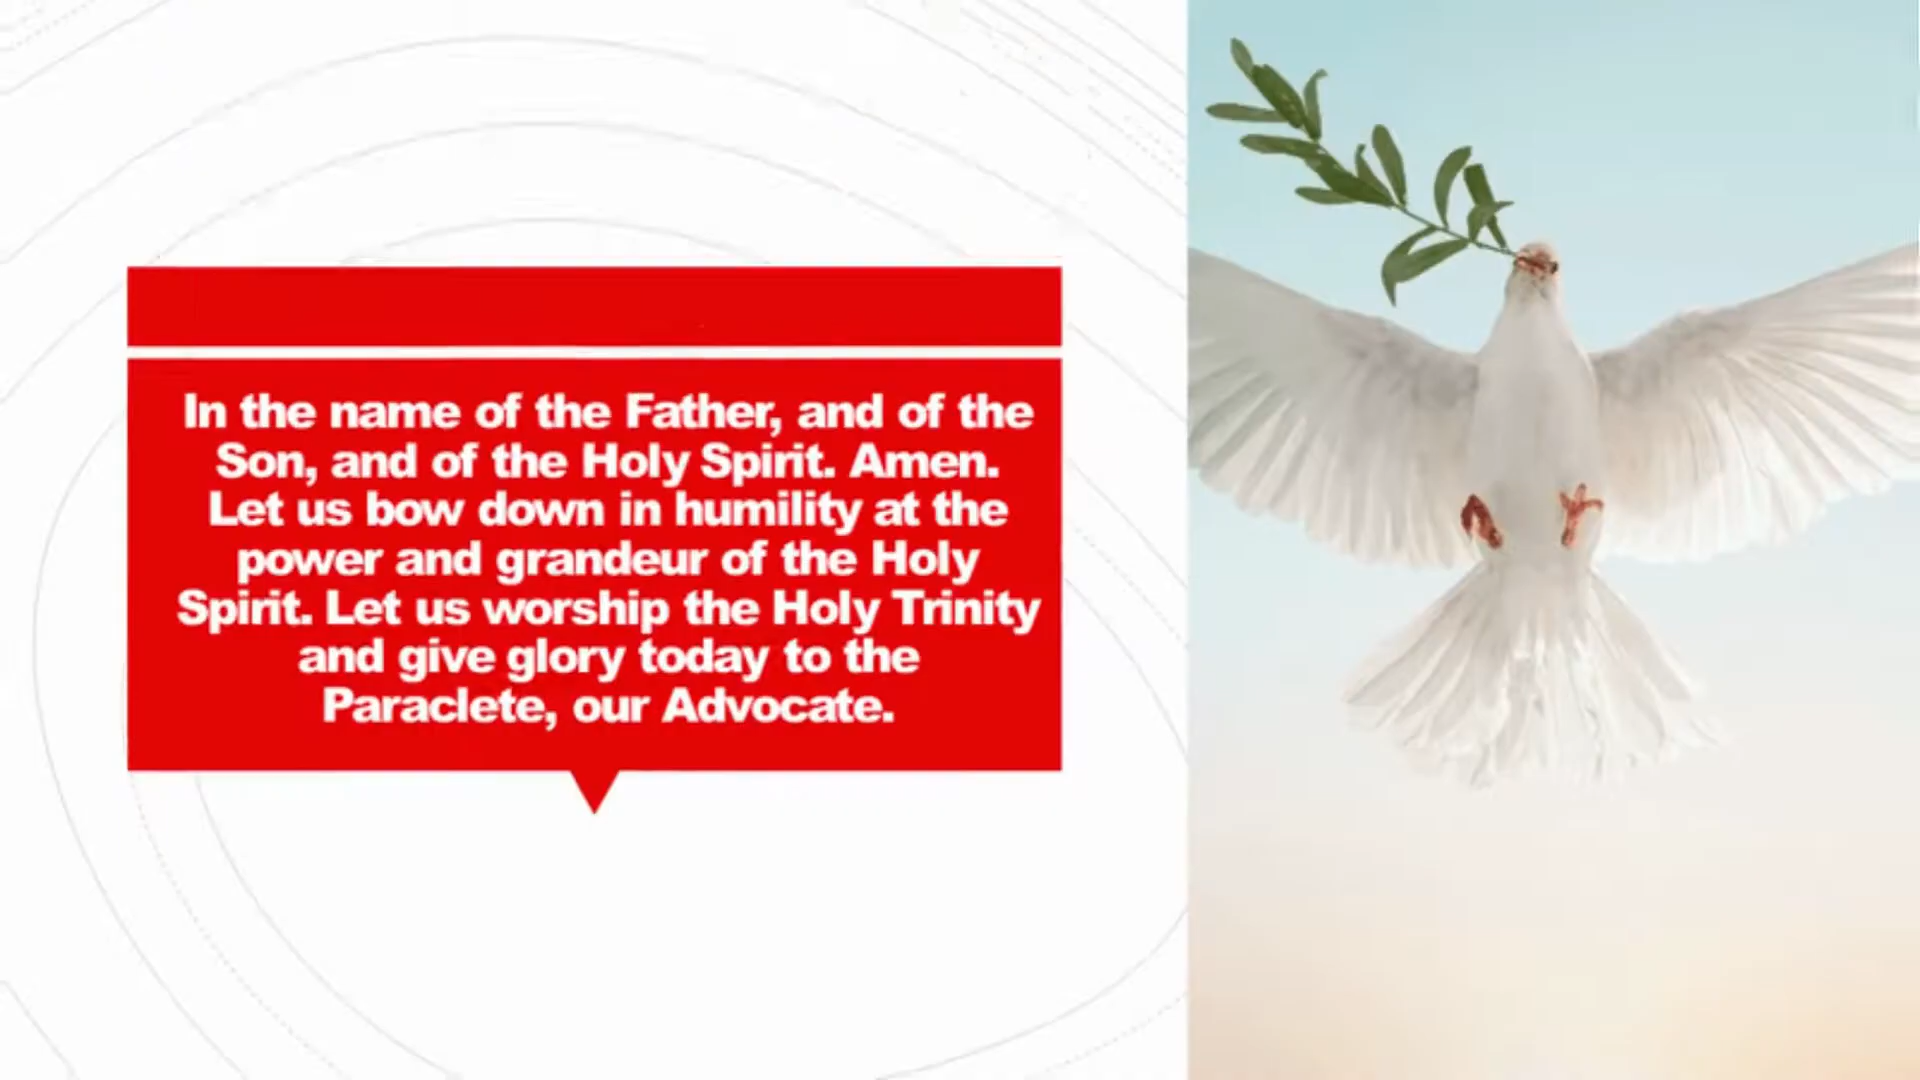 In the name of the Father, and of the
Son, and of the Holy Spirit. Amen.
Let us bow down in humility at the
power and grandeur of the Holy
Spirit. Let us worship the Holy Trinity
and give glory today to the
Paraclete, our Advocate.